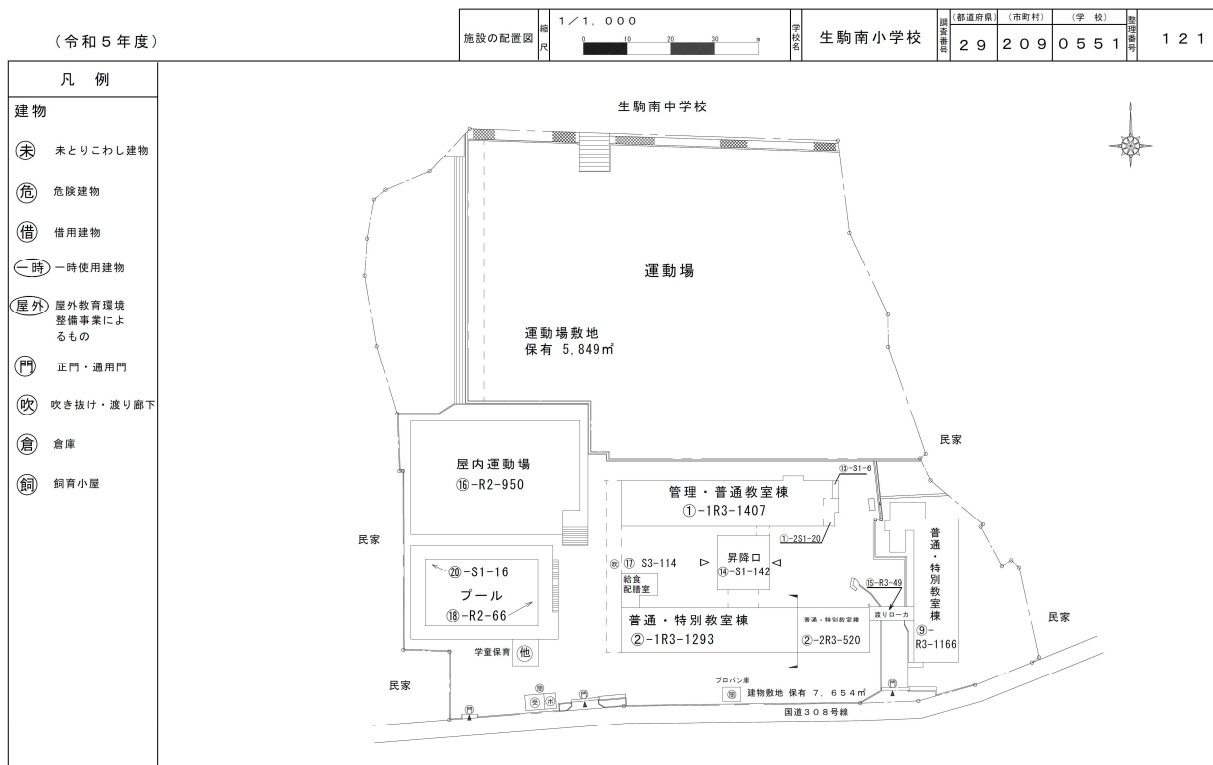 (令和5年度)
施設の配置図
縮尺
1/1,000
0 10 20 30 m
学校名
生駒南小学校
調査番号
(都道府県) (市町村) (学 校)
29 209 0551
整理番号
121
凡 例
建物
未 未とりこわし建物
危 危険建物
借 借用建物
一時 一時使用建物
屋外 屋外教育環境
整備事業によ
るもの
門 正門・通用門
吹 吹き抜け・渡り廊下
倉 倉庫
飼 飼育小屋
生駒南中学校
運動場
運動場敷地
保有 5,849㎡
民家
屋内運動場
⑯-R2-950
⑬-S1-6
管理・普通教室棟
①-1R3-1407
①-2S1-20
民家
吹 ⑰ S3-114
昇降口
⑭-S1-142
給食
配膳室
普通・特別教室棟
⑨-
R3-1166
⑮-R3-49
渡りローカ
⑳-S1-16
プール
⑱-R2-66
普通・特別教室棟
②-1R3-1293
普通・特別教室棟
②-2R3-520
民家
学童保育 他
民家
プロパン庫
建物敷地 保有 7,654㎡
門
門
門
国道308号線